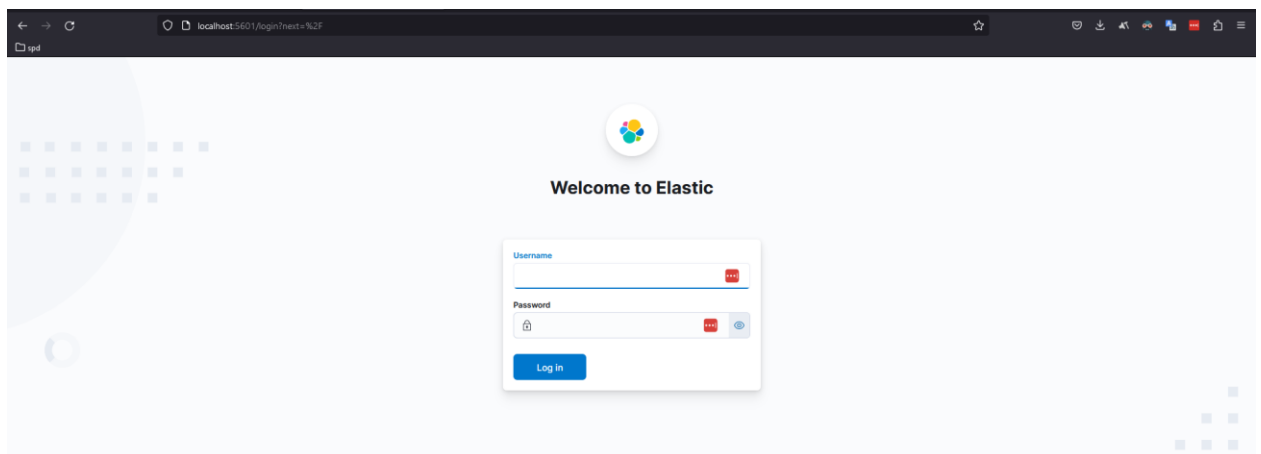 localhost:5601/login?next=%2F
spd
Welcome to Elastic
Username
Password
Log in